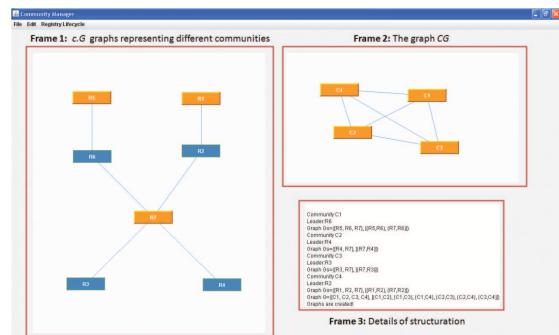 Community Manager
File Edit Registry Lifecycle
Frame 1: c.G graphs representing different communities
Frame 2: The graph CG
R5
R1
R6
R2
R7
R3
R4
C4
C1
C2
C3
Community C1
Leader:R6
Graph Gs=([R5, R6, R7], [(R5,R6), (R7,R6)])
Community C2
Leader:R4
Graph Gs=([R4, R7], [(R7,R4)])
Community C3
Leader:R3
Graph Gs=([R3, R7], [(R7,R3)])
Community C4
Leader:R2
Graph Gs=([R1, R2, R7], [(R1,R2), (R7,R2)])
Graph G=([C1, C2, C3, C4], [(C1,C2), (C1,C3), (C1,C4), (C2,C3), (C2,C4), (C3,C4)])
Graphs are created!
Frame 3: Details of structuration